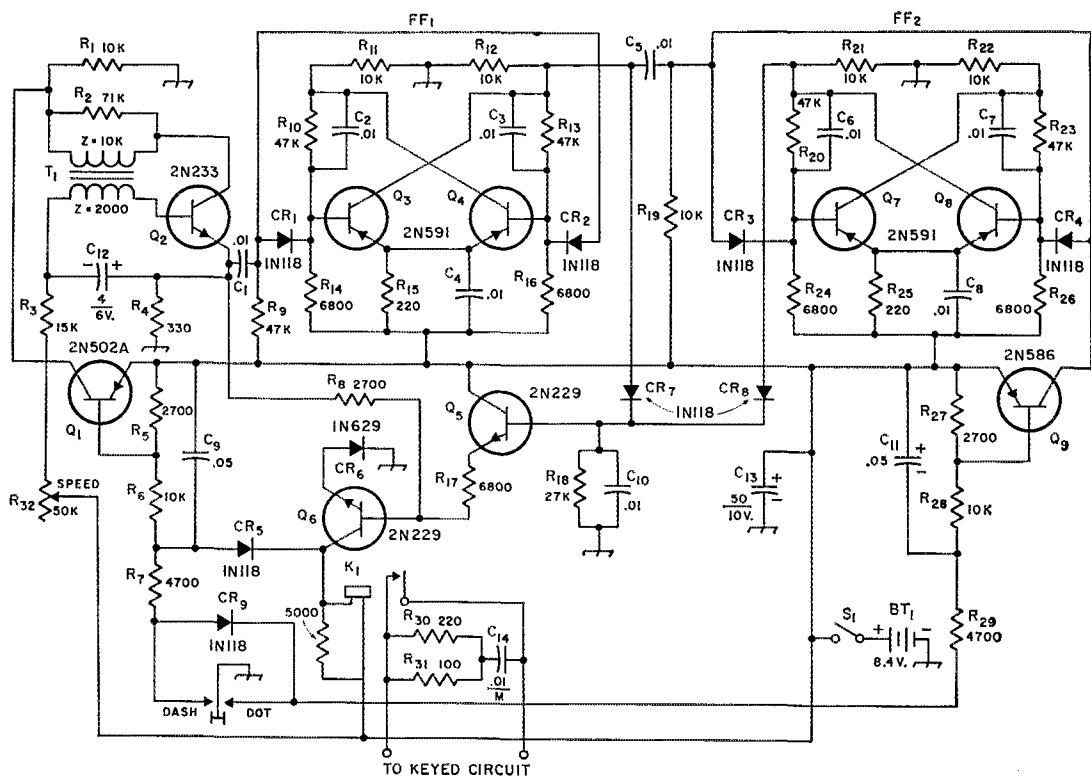 FF1
FF2
R1 10K
R2 71K
Z=10K
T1
Z=2000
2N233
Q2
C12
- +
4
6V.
R3
15K
R4
330
2N502A
Q1
R5
2700
R6
10K
SPEED
R32
50K
R7
4700
C9
.05
CR5
1N118
CR9
1N118
DASH
DOT
.01
C1
R9
47K
CR1
1N118
R11
10K
R12
10K
R10
47K
C2
.01
C3
.01
R13
47K
Q3
Q4
2N591
CR2
1N118
R14
6800
R15
220
C4
.01
R16
6800
C5
.01
R19
10K
CR3
1N118
R21
10K
R22
10K
47K
R20
C6
.01
C7
.01
R23
47K
Q7
Q8
2N591
CR4
1N118
R24
6800
R25
220
C8
.01
R26
6800
R8 2700
1N629
CR6
Q6
2N229
Q5
2N229
R17
6800
CR7
CR8
1N118
R18
27K
C10
.01
C13
50
10V.
+
-
C11
.05
+
-
R27
2700
2N586
Q9
R28
10K
R29
4700
S1
BT1
+ -
8.4V.
K1
5000
R30 220
R31 100
C14
.01
M
TO KEYED CIRCUIT